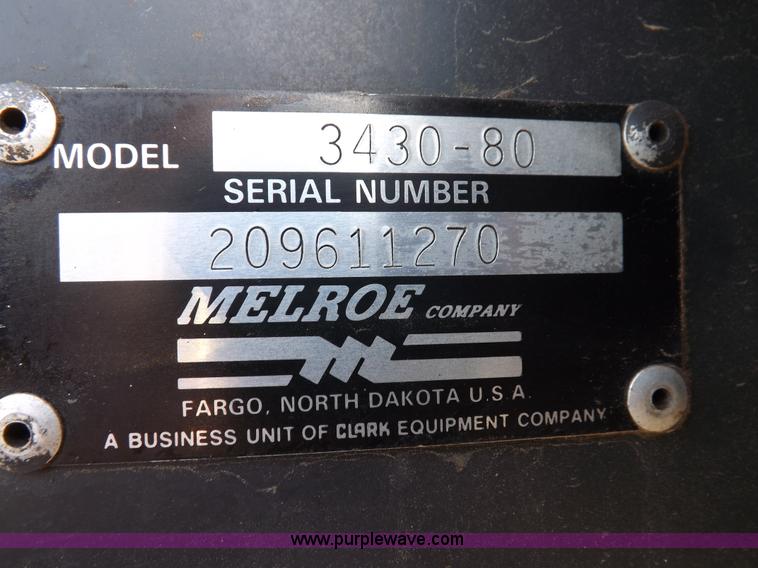 MODEL 3430-80
SERIAL NUMBER
209611270
MELROE COMPANY
FARGO, NORTH DAKOTA U.S.A.
A BUSINESS UNIT OF CLARK EQUIPMENT COMPANY
www.purplewave.com